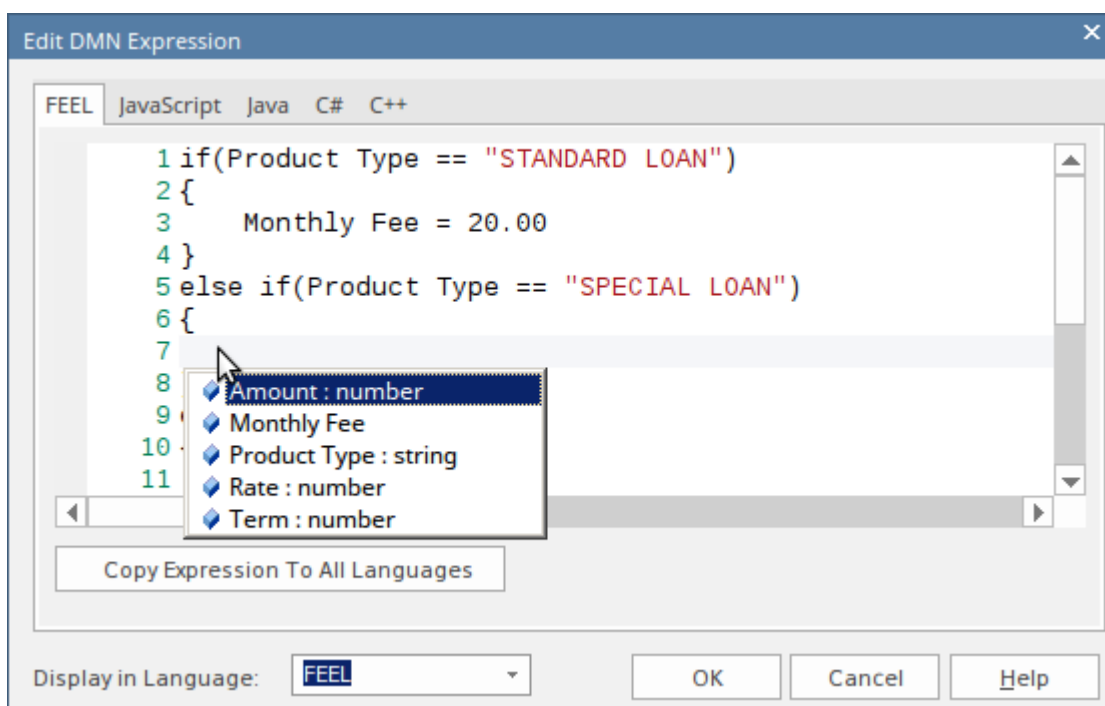 Edit DMN Expression
FEEL JavaScript Java C# C++
1 if(Product Type == "STANDARD LOAN")
2 {
3 Monthly Fee = 20.00
4 }
5 else if(Product Type == "SPECIAL LOAN")
6 {
7
8
9
10
11
Amount : number
Monthly Fee
Product Type : string
Rate : number
Term : number
Copy Expression To All Languages
Display in Language: FEEL OK Cancel Help